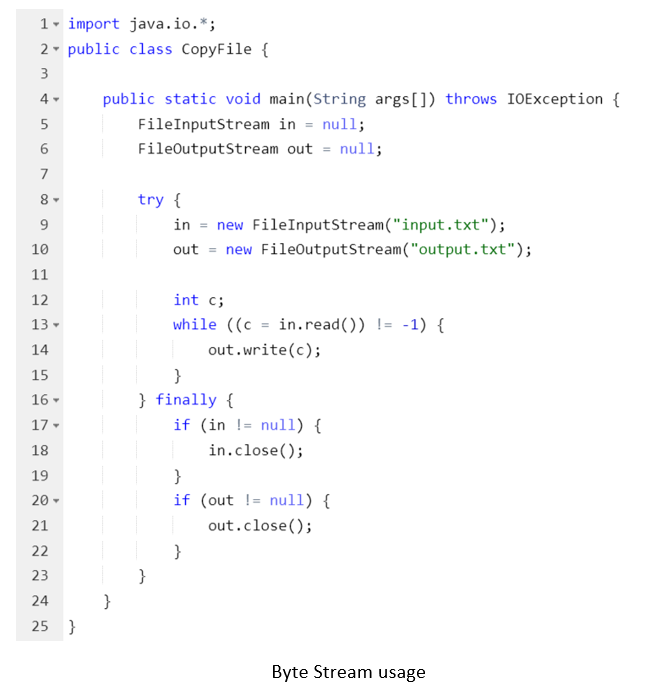 1 import java.io.*;
2 public class CopyFile {
3
4     public static void main(String args[]) throws IOException {
5         FileInputStream in = null;
6         FileOutputStream out = null;
7
8         try {
9             in = new FileInputStream("input.txt");
10             out = new FileOutputStream("output.txt");
11
12             int c;
13             while ((c = in.read()) != -1) {
14                 out.write(c);
15             }
16         } finally {
17             if (in != null) {
18                 in.close();
19             }
20             if (out != null) {
21                 out.close();
22             }
23         }
24     }
25 }
Byte Stream usage